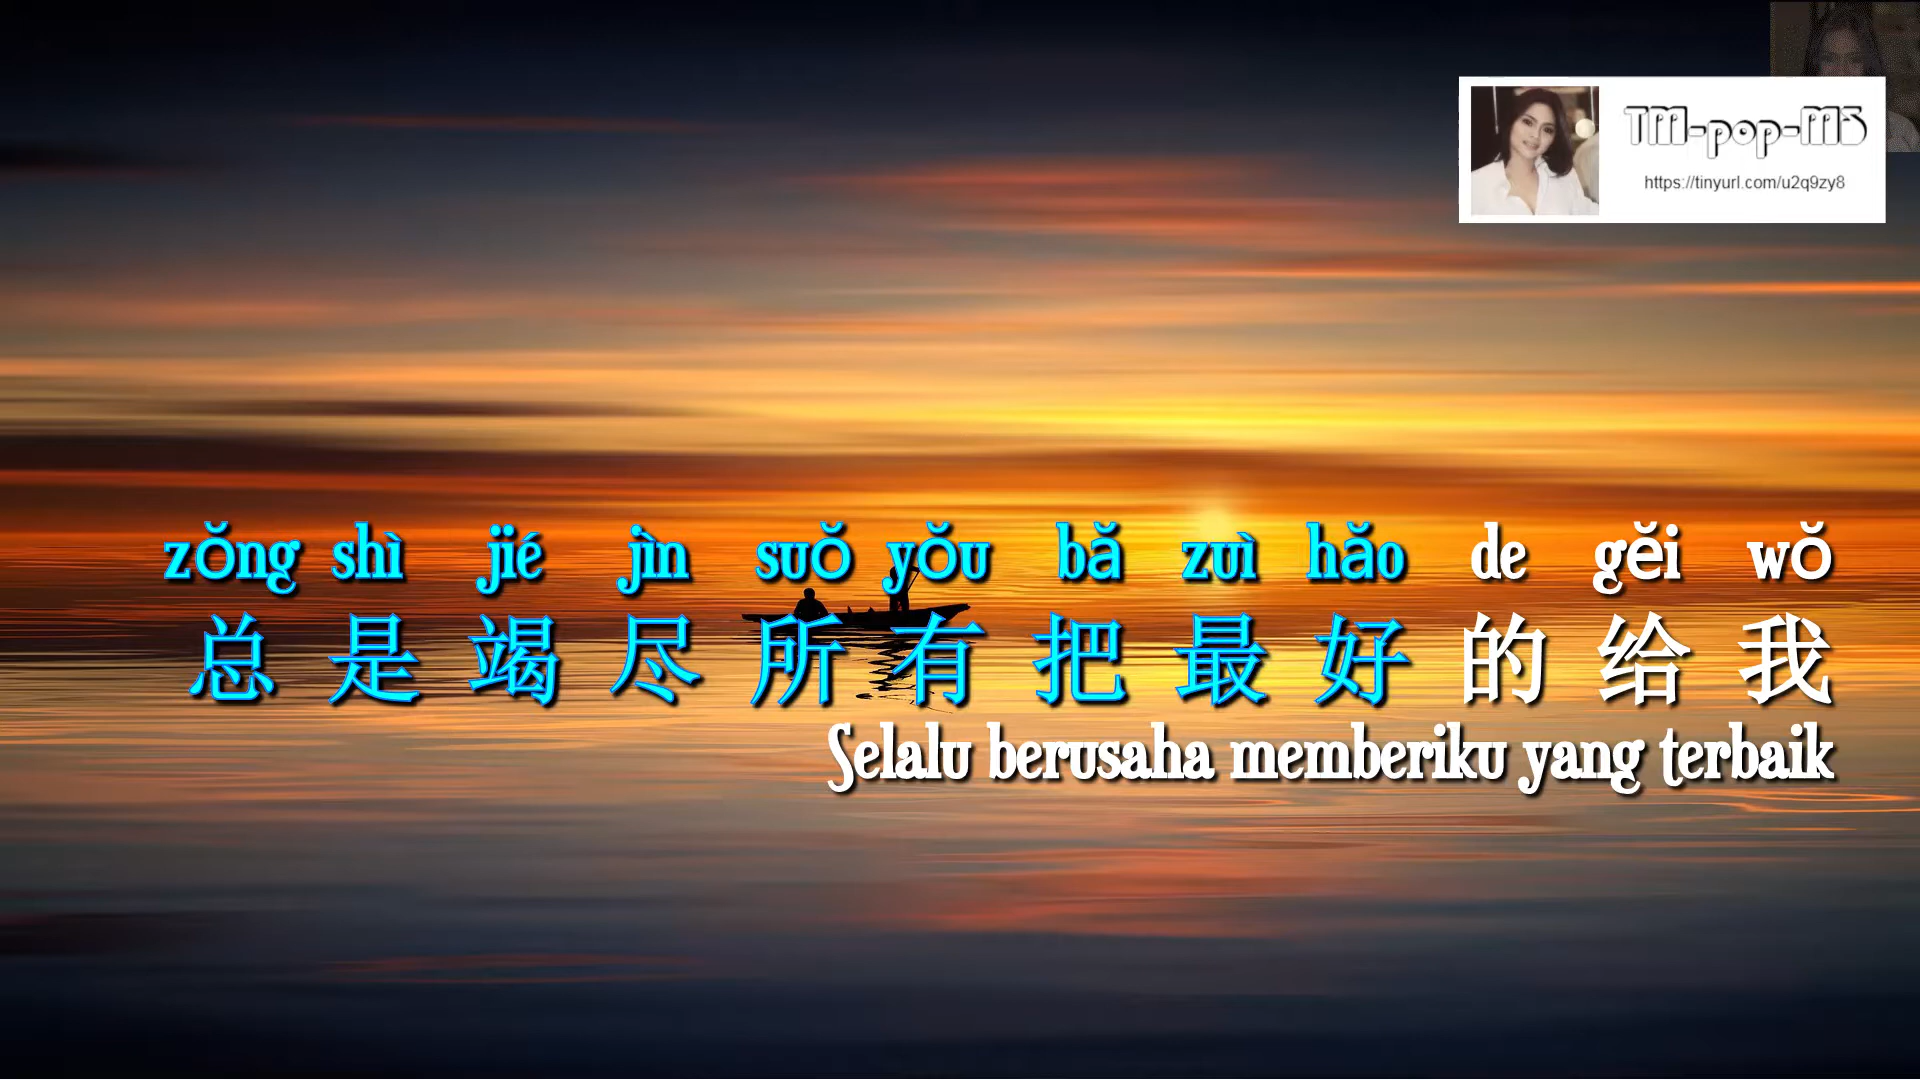 TM-pop-M3
https://tinyurl.com/u2q9zy8
zǒng shì jié jìn suǒ yǒu bǎ zuì hǎo de gěi wǒ
总是竭尽所有把最好的给我
Selalu berusaha memberiku yang terbaik